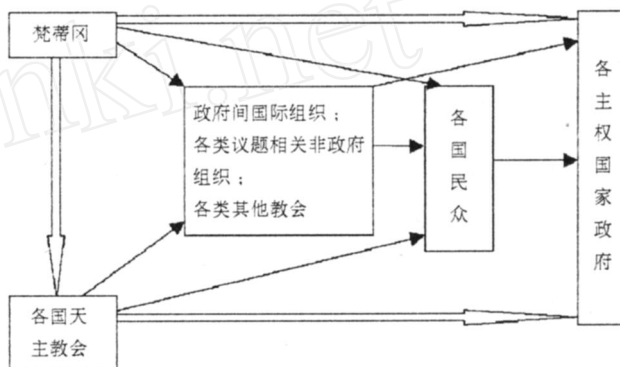 nki.net
梵蒂冈
政府间国际组织；
各类议题相关非政府
组织；
各类其他教会
各国民众
各主权国家政府
各国天
主教会